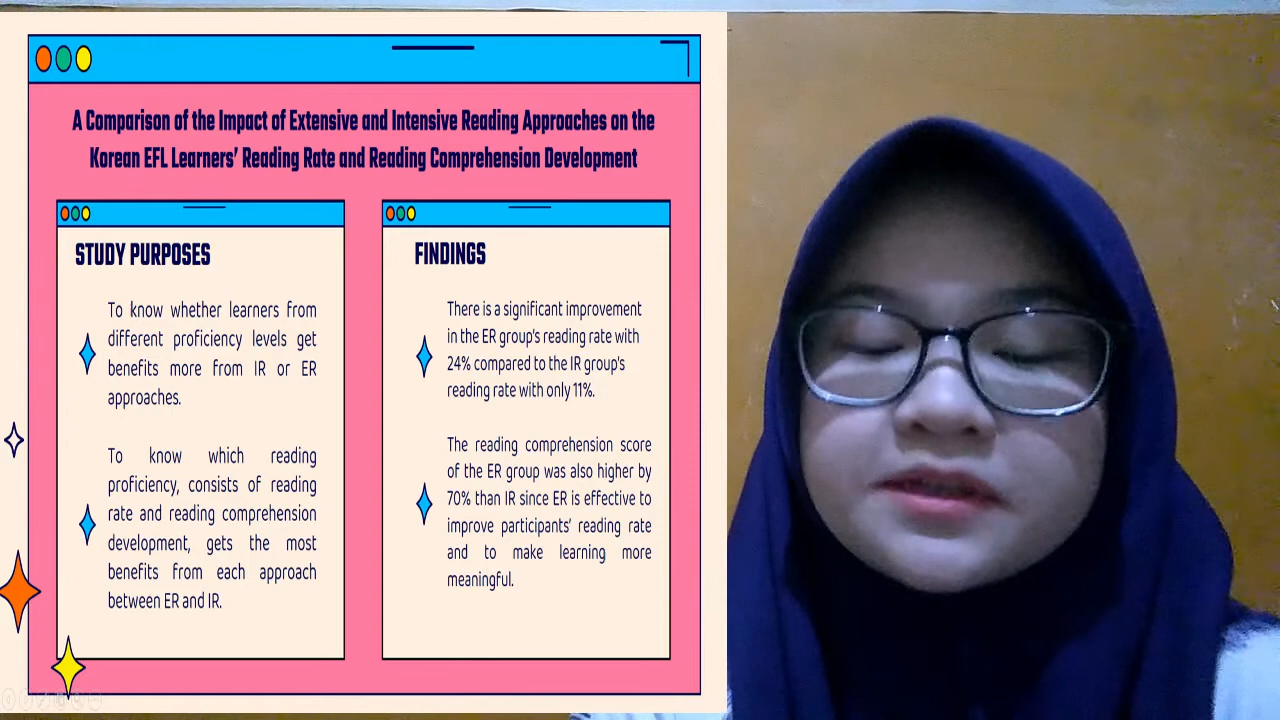 A Comparison of the Impact of Extensive and Intensive Reading Approaches on the
Korean EFL Learners' Reading Rate and Reading Comprehension Development
STUDY PURPOSES
To know whether learners from
different proficiency levels get
benefits more from IR or ER
approaches.
To know which reading
proficiency, consists of reading
rate and reading comprehension
development, gets the most
benefits from each approach
between ER and IR.
FINDINGS
There is a significant improvement
in the ER group's reading rate with
24% compared to the IR group's
reading rate with only 11%.
The reading comprehension score
of the ER group was also higher by
70% than IR since ER is effective to
improve participants' reading rate
and to make learning more
meaningful.